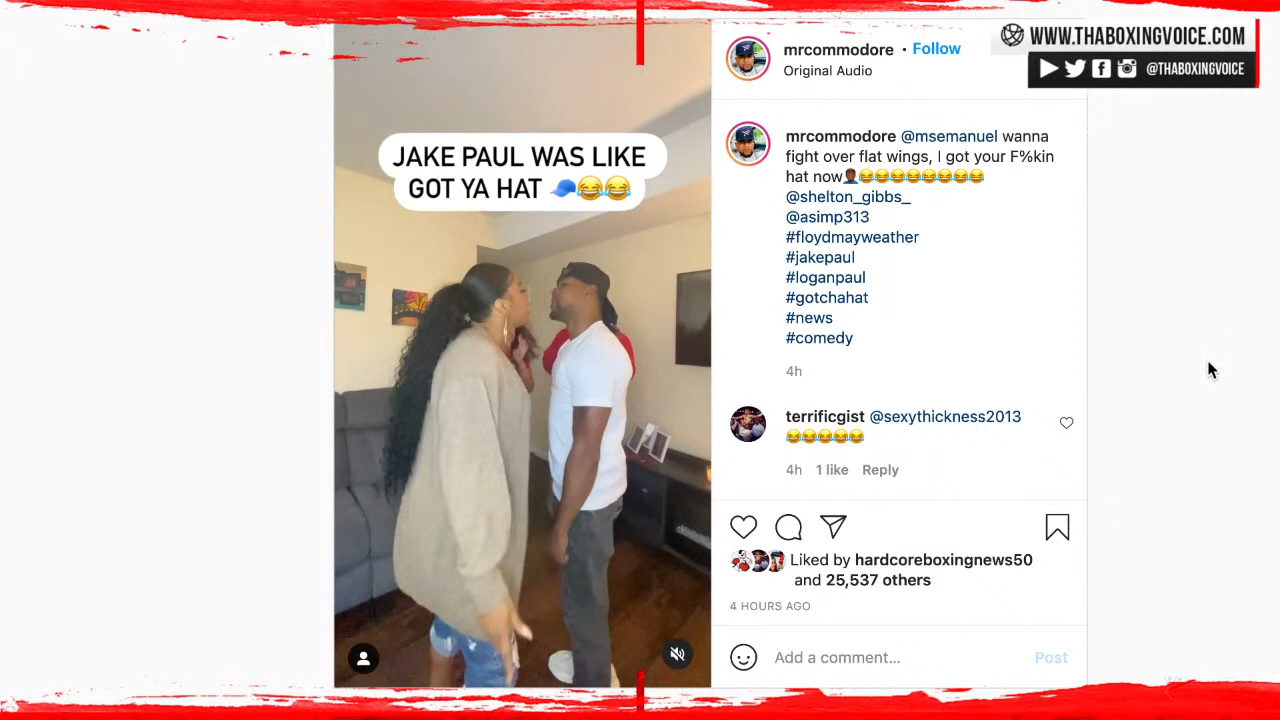 WWW.THABOXINGVOICE.COM
@THABOXINGVOICE
mrcommodore • Follow
Original Audio
JAKE PAUL WAS LIKE
GOT YA HAT 🧢😂😂
mrcommodore @msemanuel wanna
fight over flat wings, I got your F%kin
hat now🤦🏾‍♂️😂😂😂😂😂😂😂😂
@shelton_gibbs_
@asimp313
#floydmayweather
#jakepaul
#loganpaul
#gotchahat
#news
#comedy
4h
terrificgist @sexythickness2013
😂😂😂😂😂
4h 1 like Reply
Liked by hardcoreboxingnews50
and 25,537 others
4 HOURS AGO
Add a comment... Post